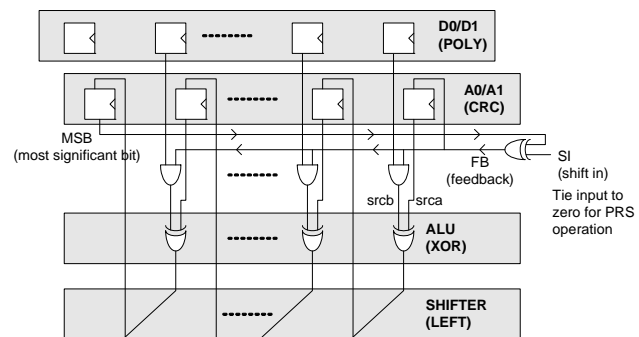 D0/D1
(POLY)
A0/A1
(CRC)
MSB
(most significant bit)
FB
(feedback)
SI
(shift in)
Tie input to
zero for PRS
operation
srcb
srca
ALU
(XOR)
SHIFTER
(LEFT)